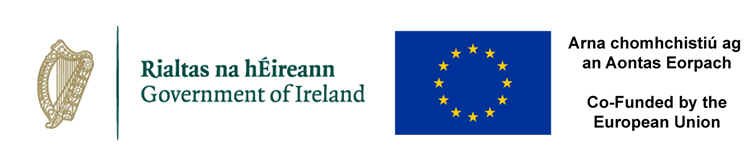 Rialtas na hÉireann
Government of Ireland
Arna chomhchistiú ag
an Aontas Eorpach
Co-Funded by the
European Union